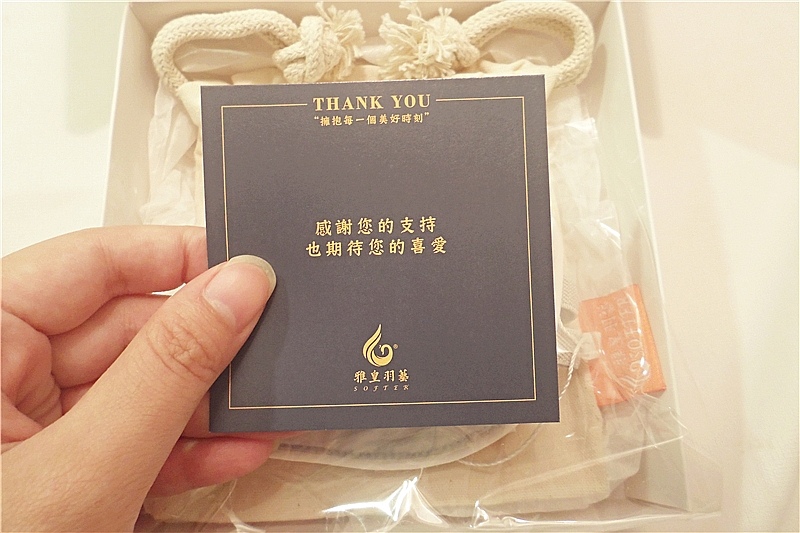 THANK YOU
“擁抱每一個美好時刻”
感謝您的支持
也期待您的喜愛
®
雅皇羽藝
SOFTER